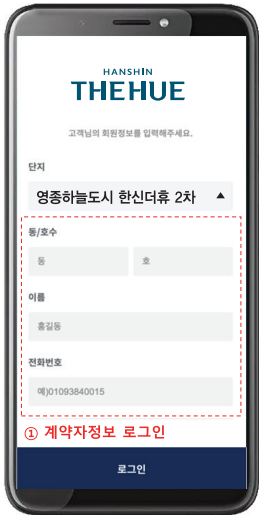 HANSHIN
THEHUE
고객님의 회원정보를 입력해주세요.
단지
영종하늘도시 한신더휴 2차 ▲
동/호수
동 호
이름
홍길동
전화번호
예)01093840015
① 계약자정보 로그인
로그인